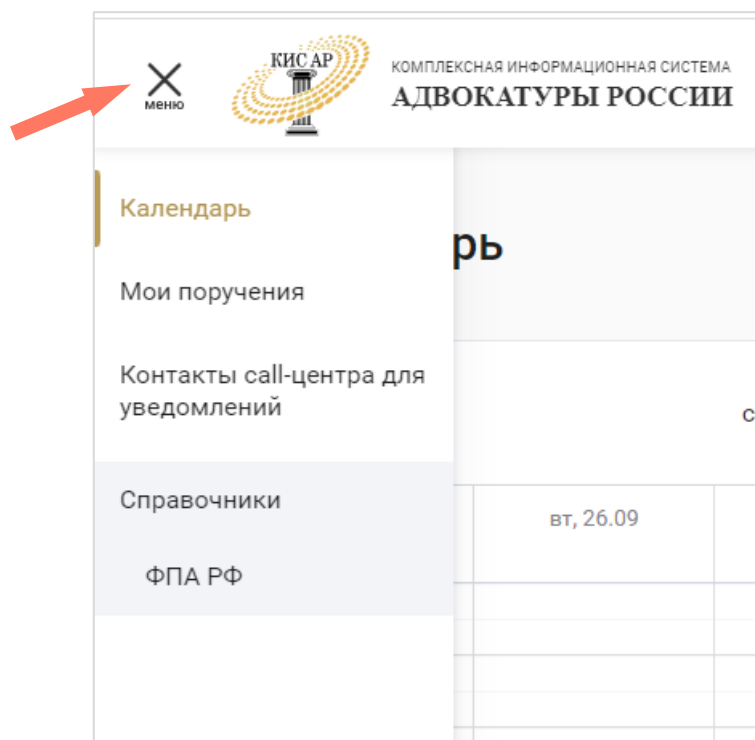 меню
КИС АР
КОМПЛЕКСНАЯ ИНФОРМАЦИОННАЯ СИСТЕМА
АДВОКАТУРЫ РОССИИ
Календарь
рь
Мои поручения
Контакты call-центра для
уведомлений
с
Справочники
вт, 26.09
ФПА РФ